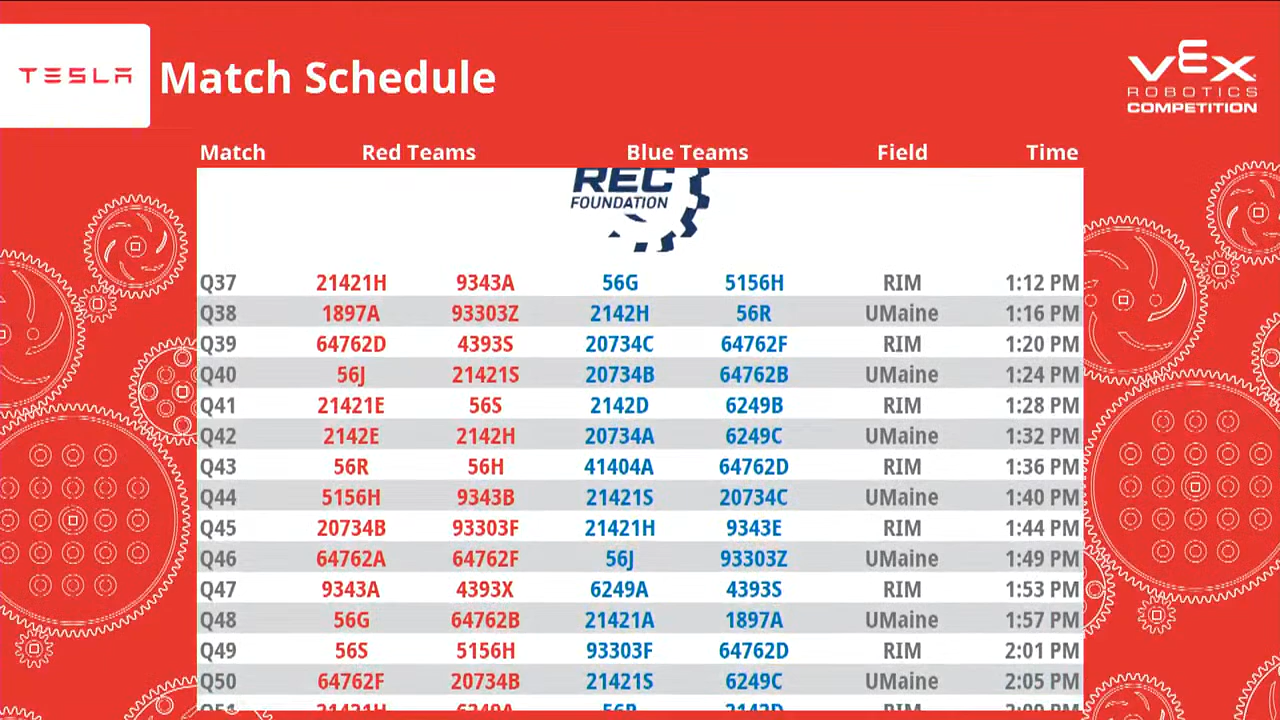 TESLA
Match Schedule
VEX
ROBOTICS
COMPETITION
Match Red Teams Blue Teams Field Time
REC
FOUNDATION
Q37 21421H 9343A 56G 5156H RIM 1:12 PM
Q38 1897A 93303Z 2142H 56R UMaine 1:16 PM
Q39 64762D 4393S 20734C 64762F RIM 1:20 PM
Q40 56J 21421S 20734B 64762B UMaine 1:24 PM
Q41 21421E 56S 2142D 6249B RIM 1:28 PM
Q42 2142E 2142H 20734A 6249C UMaine 1:32 PM
Q43 56R 56H 41404A 64762D RIM 1:36 PM
Q44 5156H 9343B 21421S 20734C UMaine 1:40 PM
Q45 20734B 93303F 21421H 9343E RIM 1:44 PM
Q46 64762A 64762F 56J 93303Z UMaine 1:49 PM
Q47 9343A 4393X 6249A 4393S RIM 1:53 PM
Q48 56G 64762B 21421A 1897A UMaine 1:57 PM
Q49 56S 5156H 93303F 64762D RIM 2:01 PM
Q50 64762F 20734B 21421S 6249C UMaine 2:05 PM